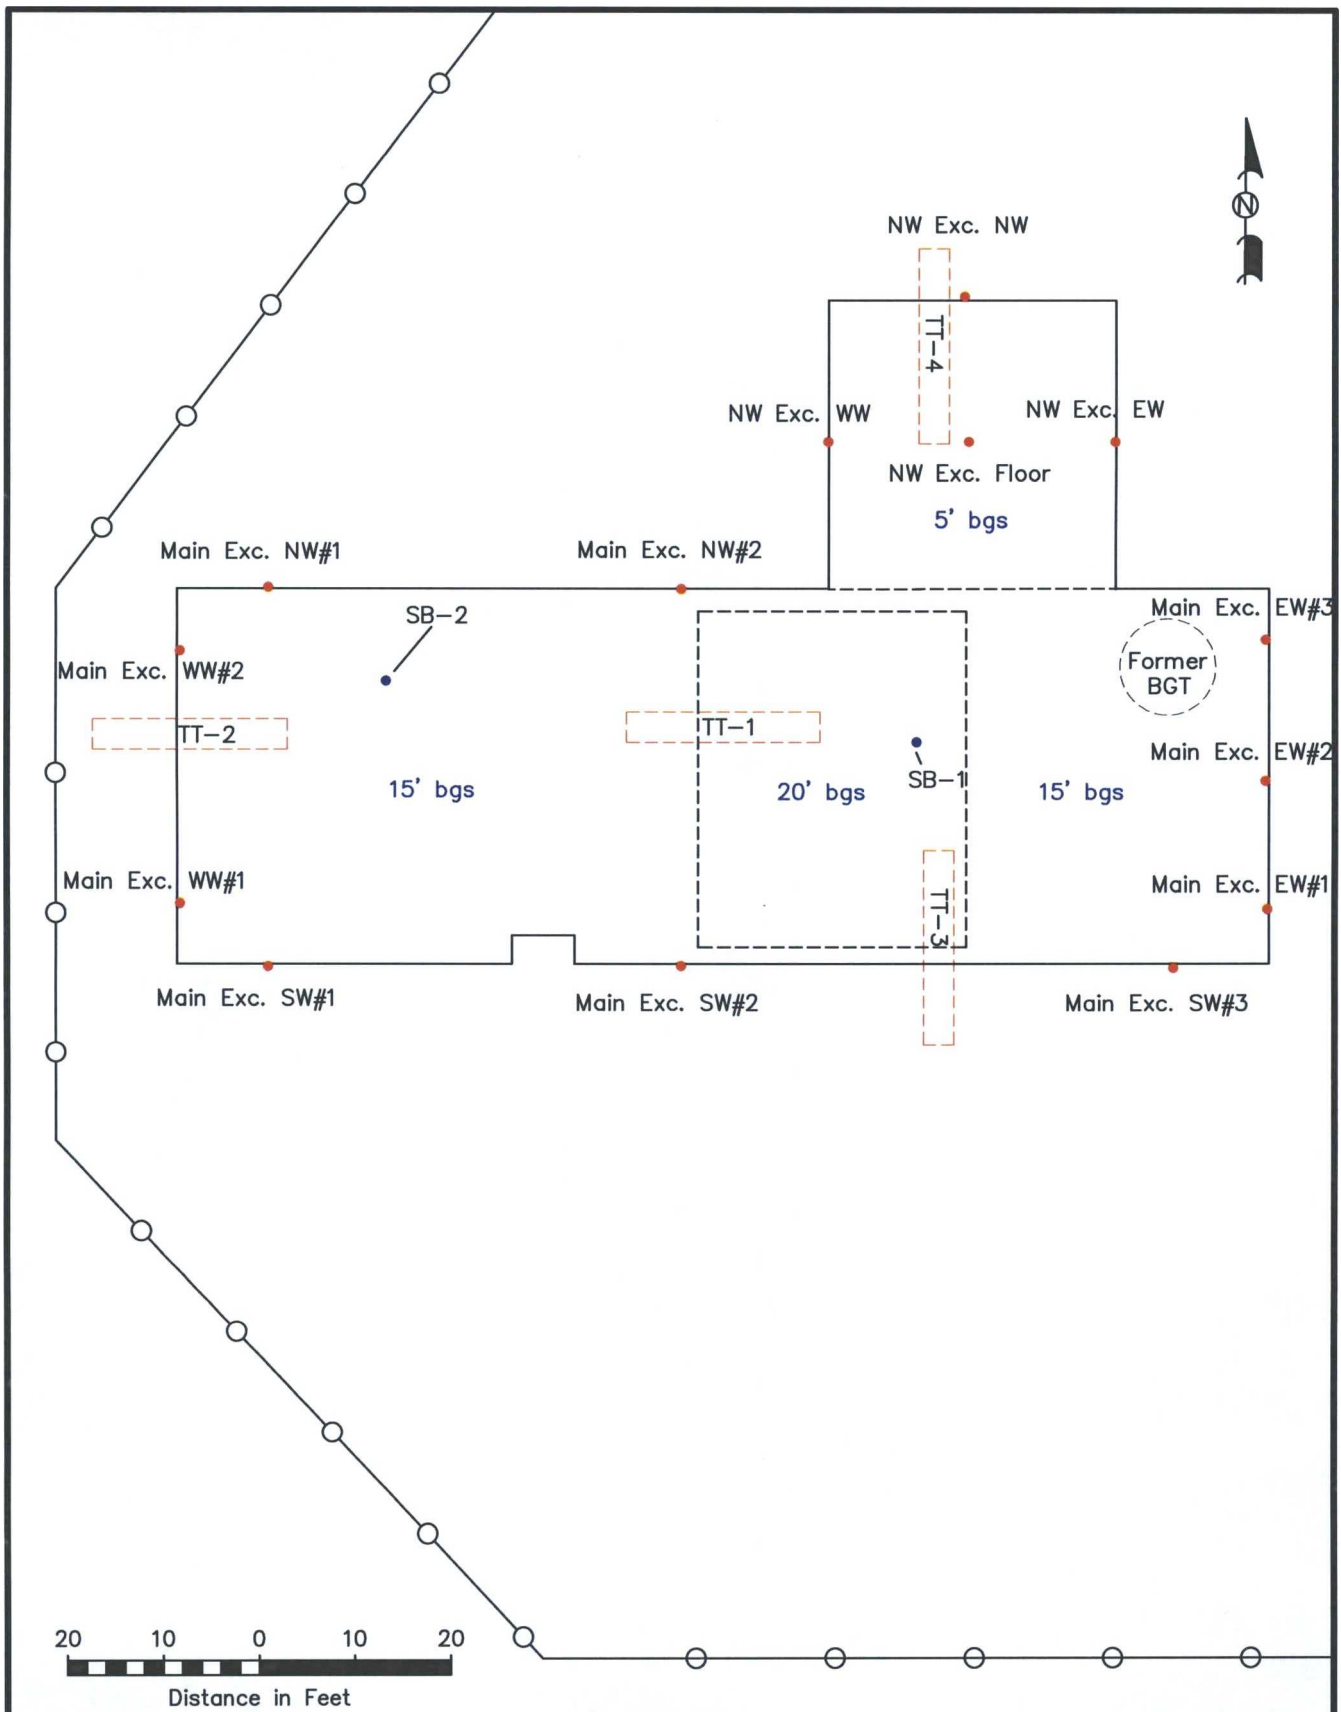 N
NW Exc. NW
TT-4
NW Exc. WW
NW Exc. EW
NW Exc. Floor
5' bgs
Main Exc. NW#1
Main Exc. NW#2
SB-2
Main Exc. EW#3
Former
BGT
Main Exc. WW#2
TT-2
TT-1
Main Exc. EW#2
SB-1
15' bgs
20' bgs
15' bgs
Main Exc. WW#1
Main Exc. EW#1
TT-3
Main Exc. SW#1
Main Exc. SW#2
Main Exc. SW#3
20 10 0 10 20
Distance in Feet